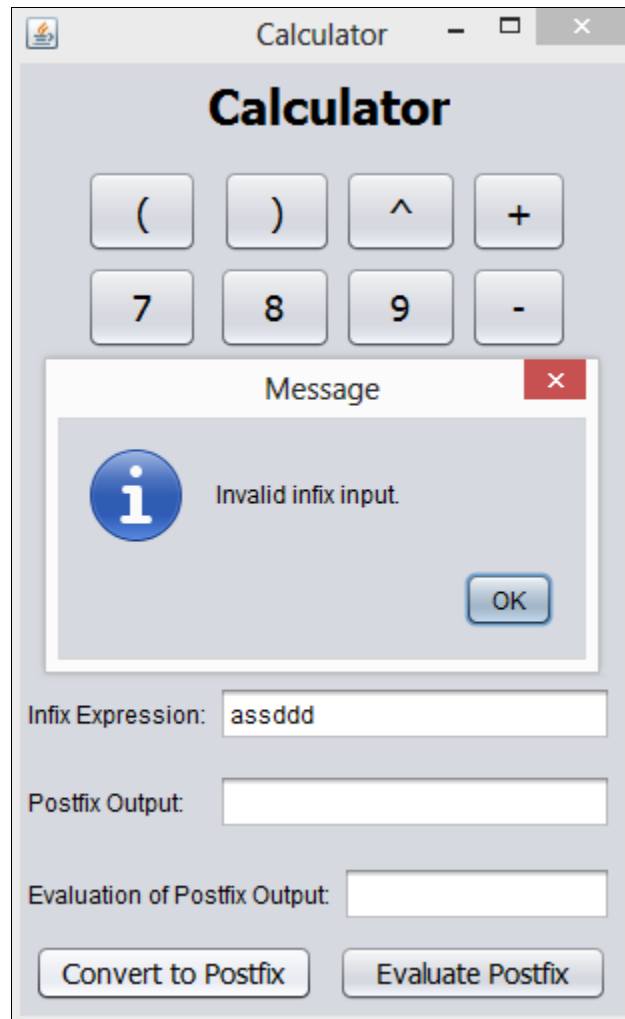 Calculator
Calculator
( ) ^ +
7 8 9 -
Message
Invalid infix input.
OK
Infix Expression: assddd
Postfix Output:
Evaluation of Postfix Output:
Convert to Postfix Evaluate Postfix